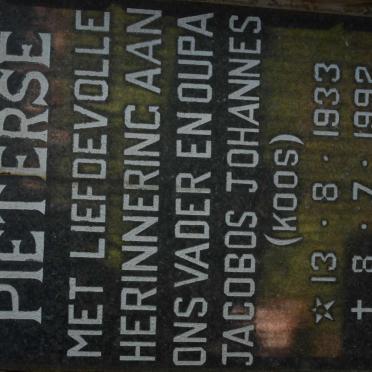 PIETERSE
MET LIEFDEVOLLE
HERINNERING AAN
ONS VADER EN OUPA
JACOBOS JOHANNES
(KOOS)
☆ 13 · 8 · 1933
† 8 · 7 · 1992